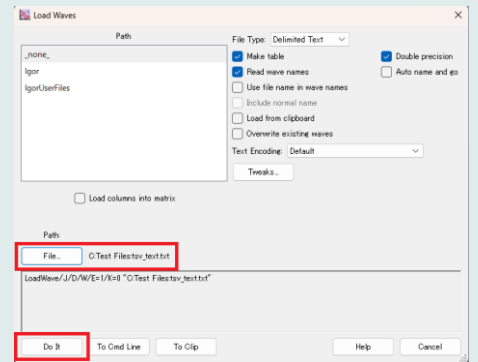 Load Waves
Path
_none_
Igor
IgorUserFiles
File Type: Delimited Text
Make table
Double precision
Read wave names
Auto name and go
Use file name in wave names
Include normal name
Load from clipboard
Overwrite existing waves
Text Encoding: Default
Tweaks...
Load columns into matrix
Path:
File... C:Test Files:tsv_text.txt
LoadWave/J/D/W/E=1/K=0 "C:Test Files:tsv_text.txt"
Do It To Cmd Line To Clip Help Cancel